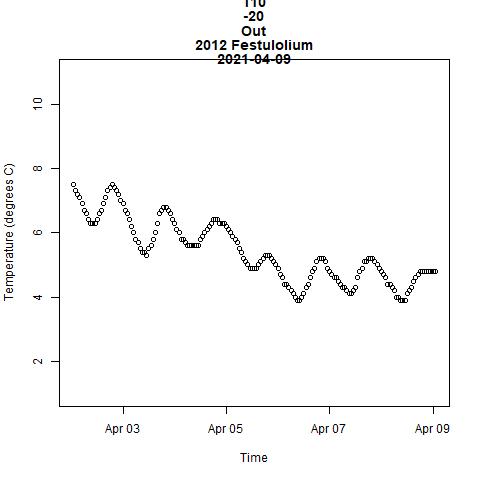 110
-20
Out
2012 Festulolium
2021-04-09
10
8
6
4
2
Temperature (degrees C)
Apr 03
Apr 05
Apr 07
Apr 09
Time